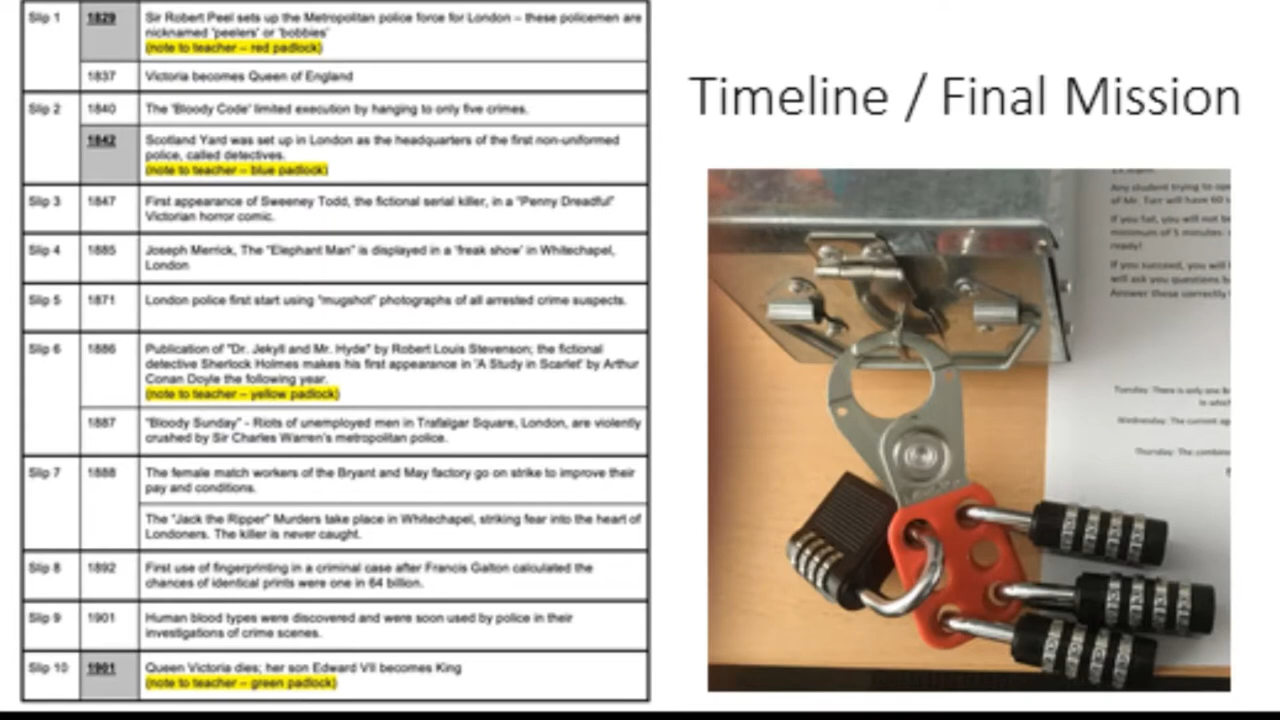 Slip 1 1829 Sir Robert Peel sets up the Metropolitan police force for London – these policemen are
nicknamed 'peelers' or 'bobbies'
(note to teacher – red padlock)
1837 Victoria becomes Queen of England
Slip 2 1840 The 'Bloody Code' limited execution by hanging to only five crimes.
1842 Scotland Yard was set up in London as the headquarters of the first non-uniformed
police, called detectives.
(note to teacher – blue padlock)
Slip 3 1847 First appearance of Sweeney Todd, the fictional serial killer, in a "Penny Dreadful"
Victorian horror comic.
Slip 4 1885 Joseph Merrick, The "Elephant Man" is displayed in a 'freak show' in Whitechapel,
London
Slip 5 1871 London police first start using "mugshot" photographs of all arrested crime suspects.
Slip 6 1886 Publication of "Dr. Jekyll and Mr. Hyde" by Robert Louis Stevenson; the fictional
detective Sherlock Holmes makes his first appearance in 'A Study in Scarlet' by Arthur
Conan Doyle the following year.
(note to teacher – yellow padlock)
1887 "Bloody Sunday" - Riots of unemployed men in Trafalgar Square, London, are violently
crushed by Sir Charles Warren's metropolitan police.
Slip 7 1888 The female match workers of the Bryant and May factory go on strike to improve their
pay and conditions.
The "Jack the Ripper" Murders take place in Whitechapel, striking fear into the heart of
Londoners. The killer is never caught.
Slip 8 1892 First use of fingerprinting in a criminal case after Francis Galton calculated the
chances of identical prints were one in 64 billion.
Slip 9 1901 Human blood types were discovered and were soon used by police in their
investigations of crime scenes.
Slip 10 1901 Queen Victoria dies; her son Edward VII becomes King
(note to teacher – green padlock)
Timeline / Final Mission
Any student trying to
of Mr. will have 60
If you fail, you will not
minimum of 5 minutes
ready!
If you succeed, you will
will ask you questions
Answer these correctly
Tuesday: There is only one
in which
Wednesday: The current
Thursday: The